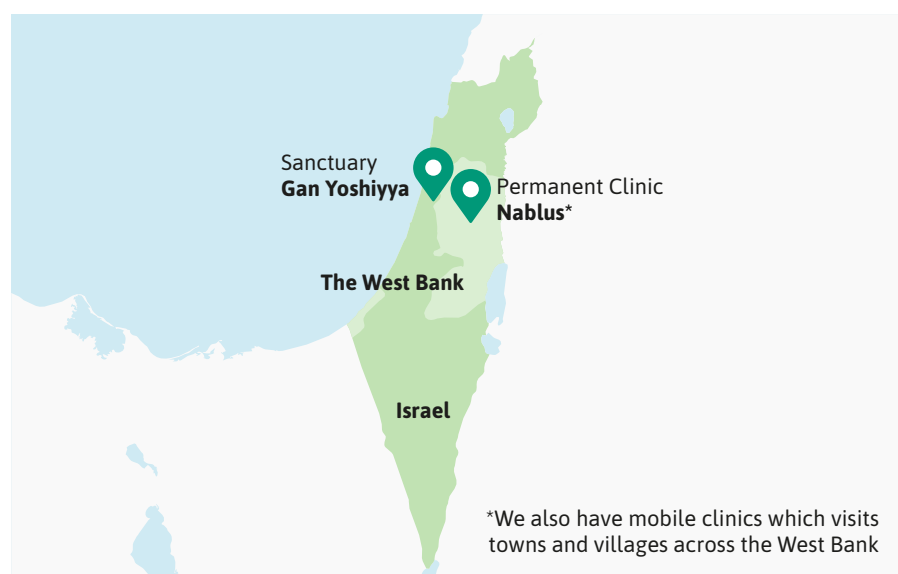 Sanctuary
Gan Yoshiyya
Permanent Clinic
Nablus*
The West Bank
Israel
*We also have mobile clinics which visits
towns and villages across the West Bank